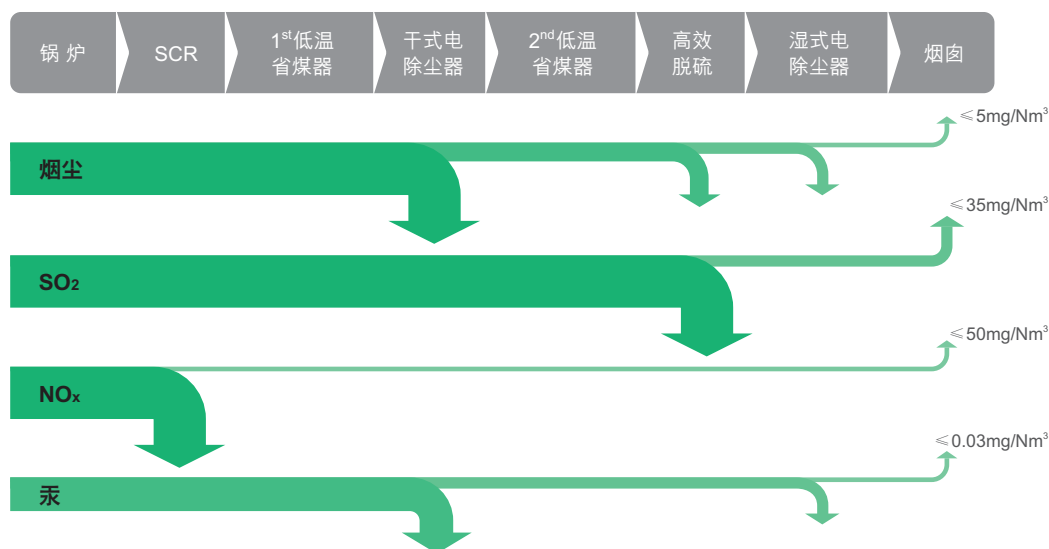 锅 炉
SCR
1st低温
省煤器
干式电
除尘器
2nd低温
省煤器
高效
脱硫
湿式电
除尘器
烟囱
≤5mg/Nm³
烟尘
≤35mg/Nm³
SO₂
≤50mg/Nm³
NOx
≤0.03mg/Nm³
汞